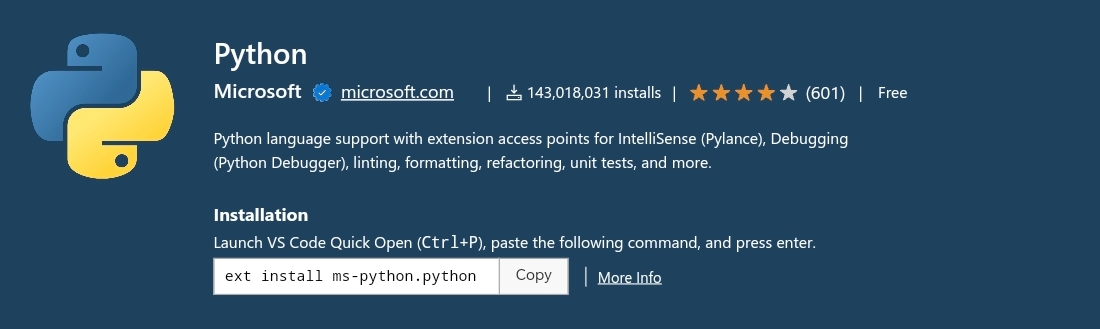 Python
Microsoft microsoft.com | 143,018,031 installs | (601) | Free
Python language support with extension access points for IntelliSense (Pylance), Debugging
(Python Debugger), linting, formatting, refactoring, unit tests, and more.
Installation
Launch VS Code Quick Open (Ctrl+P), paste the following command, and press enter.
ext install ms-python.python Copy | More Info